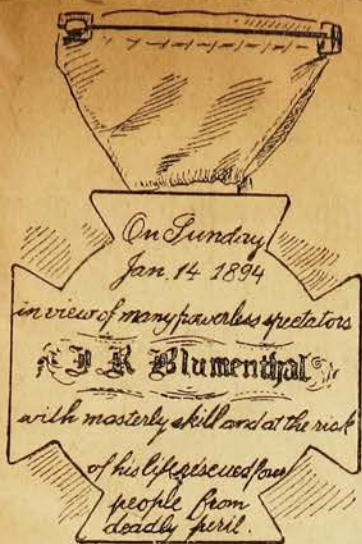 On Sunday
Jan. 14 1894
in view of many powerless spectators
R Blumenthal
with masterly skill and at the risk
of his life rescued four
people from
deadly peril.